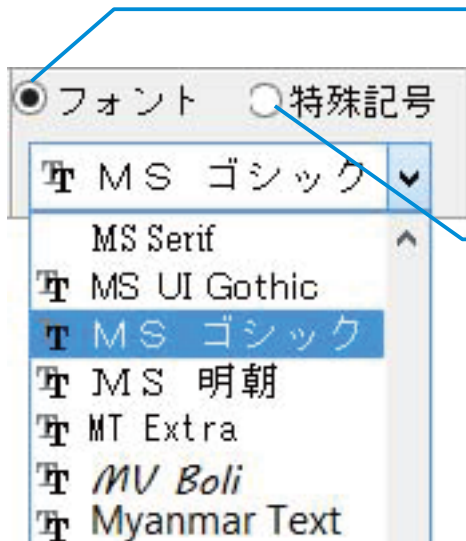 フォント 特殊記号
ＭＳ ゴシック
MS Serif
MS UI Gothic
ＭＳ ゴシック
ＭＳ 明朝
MT Extra
MV Boli
Myanmar Text